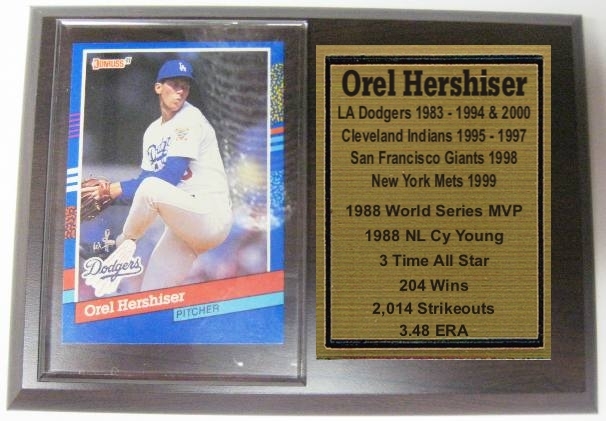 DONRUSS '91
LA
Dodgers
Dodgers
Orel Hershiser
PITCHER
Orel Hershiser
LA Dodgers 1983 - 1994 & 2000
Cleveland Indians 1995 - 1997
San Francisco Giants 1998
New York Mets 1999
1988 World Series MVP
1988 NL Cy Young
3 Time All Star
204 Wins
2,014 Strikeouts
3.48 ERA